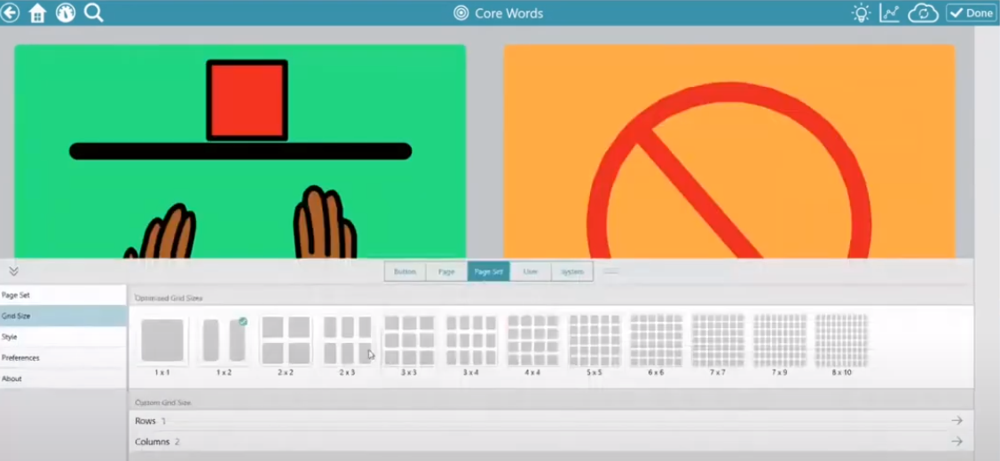 Core Words
Done
Button Page Page Set User System
Page Set
Grid Size
Style
Preferences
About
Optimised Grid Sizes
1 x 1 1 x 2 2 x 2 2 x 3 3 x 3 3 x 4 4 x 4 5 x 5 6 x 6 7 x 7 7 x 9 8 x 10
Custom Grid Size
Rows 1
Columns 2